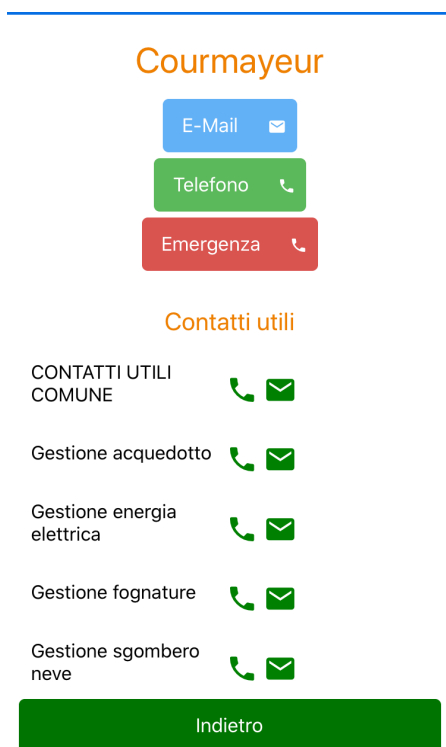 Courmayeur
E-Mail
Telefono
Emergenza
Contatti utili
CONTATTI UTILI
COMUNE
Gestione acquedotto
Gestione energia
elettrica
Gestione fognature
Gestione sgombero
neve
Indietro